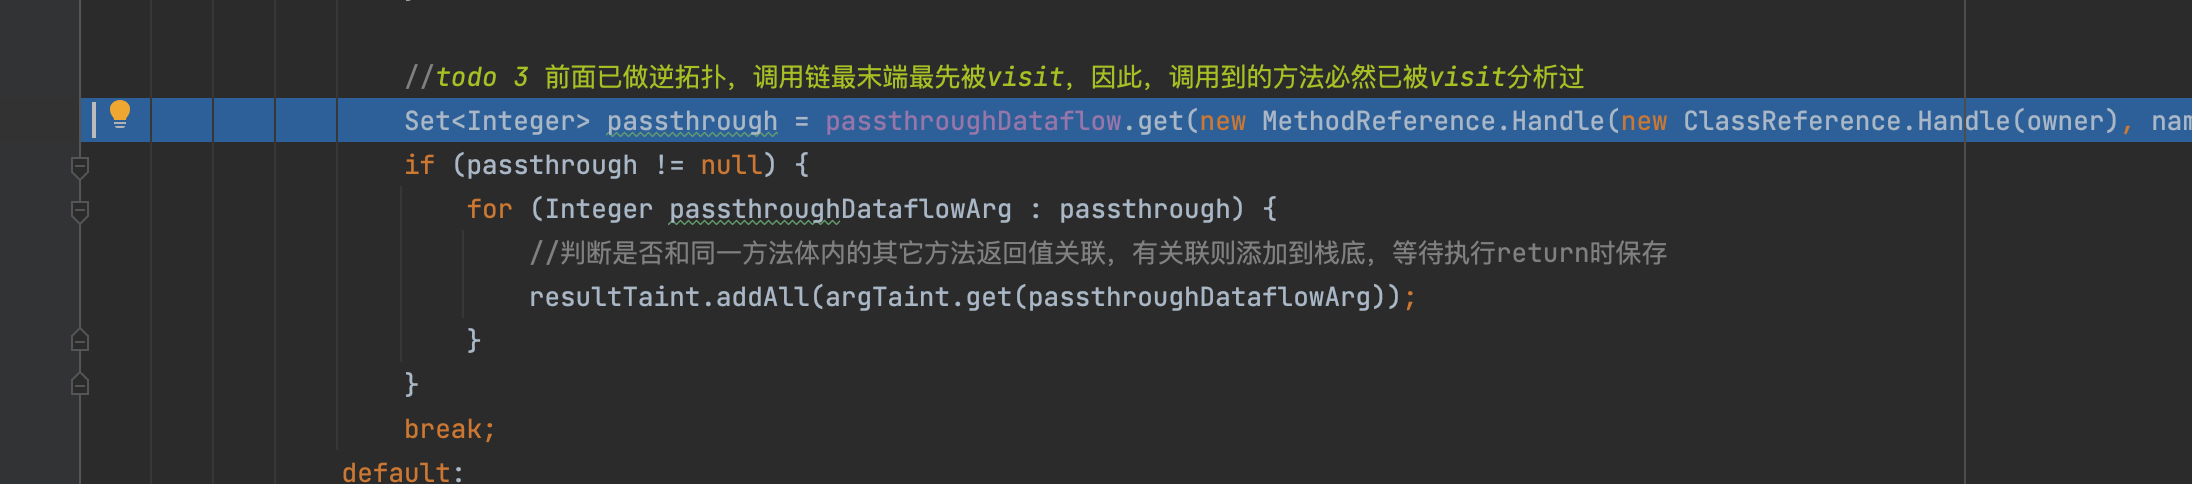 //todo 3 前面已做逆拓扑，调用链最末端最先被visit，因此，调用到的方法必然已被visit分析过
Set<Integer> passthrough = passthroughDataflow.get(new MethodReference.Handle(new ClassReference.Handle(owner), nam
if (passthrough != null) {
for (Integer passthroughDataflowArg : passthrough) {
//判断是否和同一方法体内的其它方法返回值关联，有关联则添加到栈底，等待执行return时保存
resultTaint.addAll(argTaint.get(passthroughDataflowArg));
}
}
break;
default: